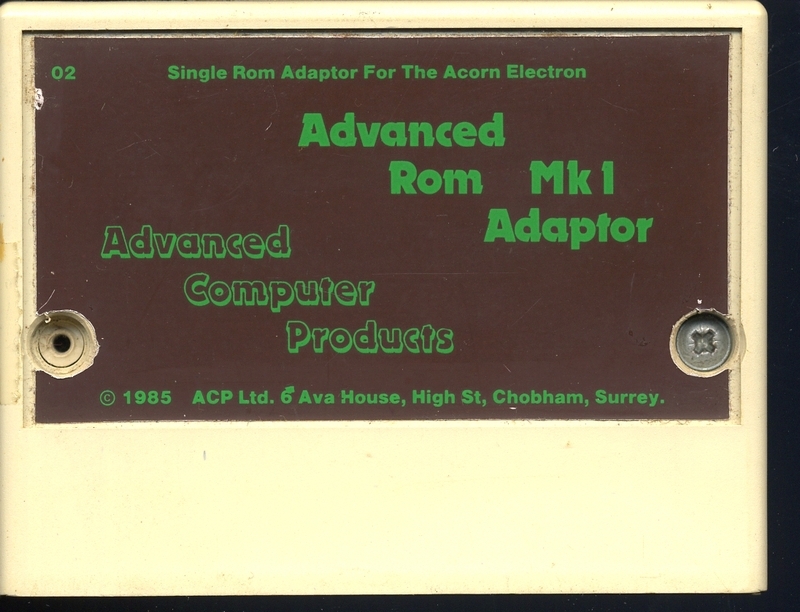 02 Single Rom Adaptor For The Acorn Electron
Advanced
Rom Mk1
Adaptor
Advanced
Computer
Products
© 1985 ACP Ltd. 6 Ava House, High St, Chobham, Surrey.